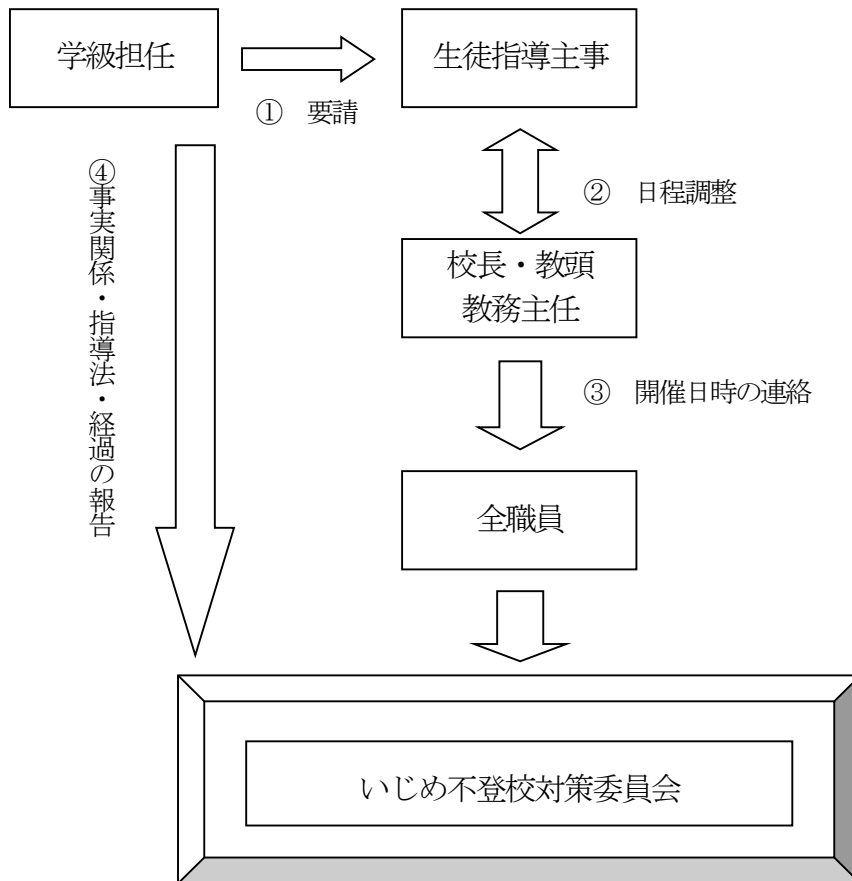 学級担任
生徒指導主事
① 要請
② 日程調整
④事実関係・指導法・経過の報告
校長・教頭
教務主任
③ 開催日時の連絡
全職員
いじめ不登校対策委員会